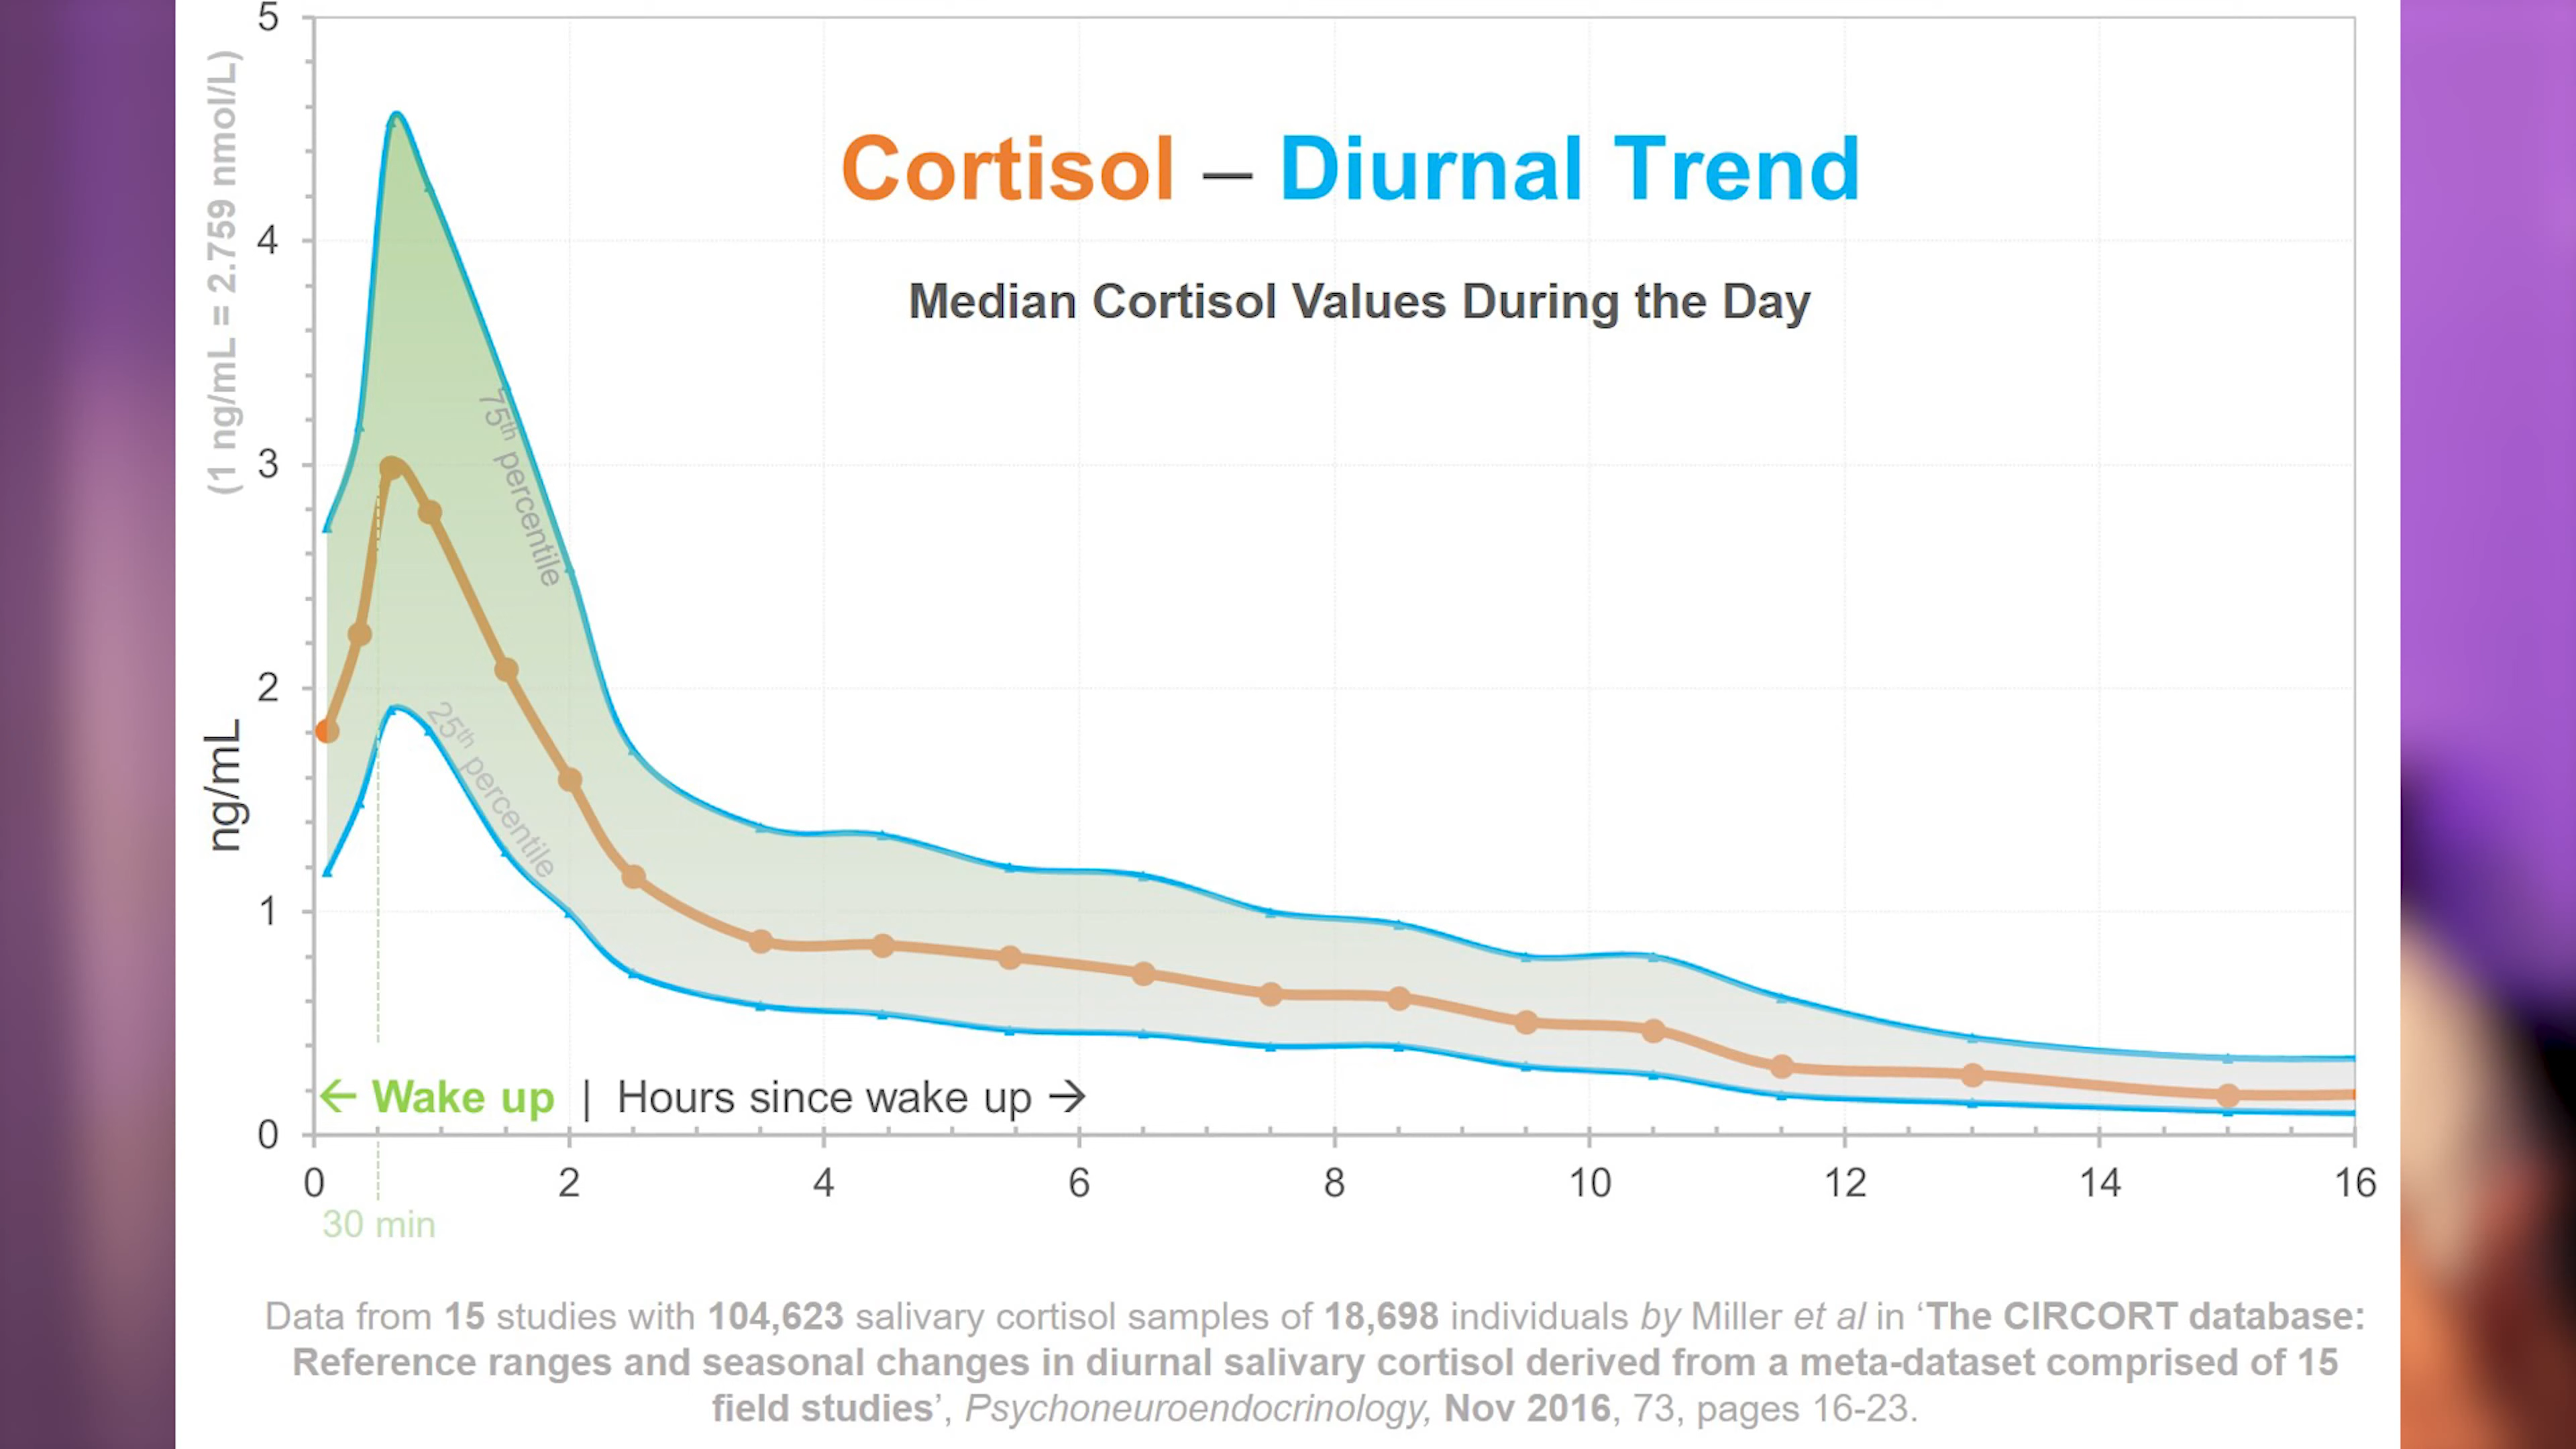 Cortisol – Diurnal Trend
Median Cortisol Values During the Day
(1 ng/mL = 2.759 nmol/L)
ng/mL
5
4
3
2
1
0
75th percentile
25th percentile
← Wake up | Hours since wake up →
0 2 4 6 8 10 12 14 16
30 min
Data from 15 studies with 104,623 salivary cortisol samples of 18,698 individuals by Miller et al in ‘The CIRCORT database:
Reference ranges and seasonal changes in diurnal salivary cortisol derived from a meta-dataset comprised of 15
field studies’, Psychoneuroendocrinology, Nov 2016, 73, pages 16-23.